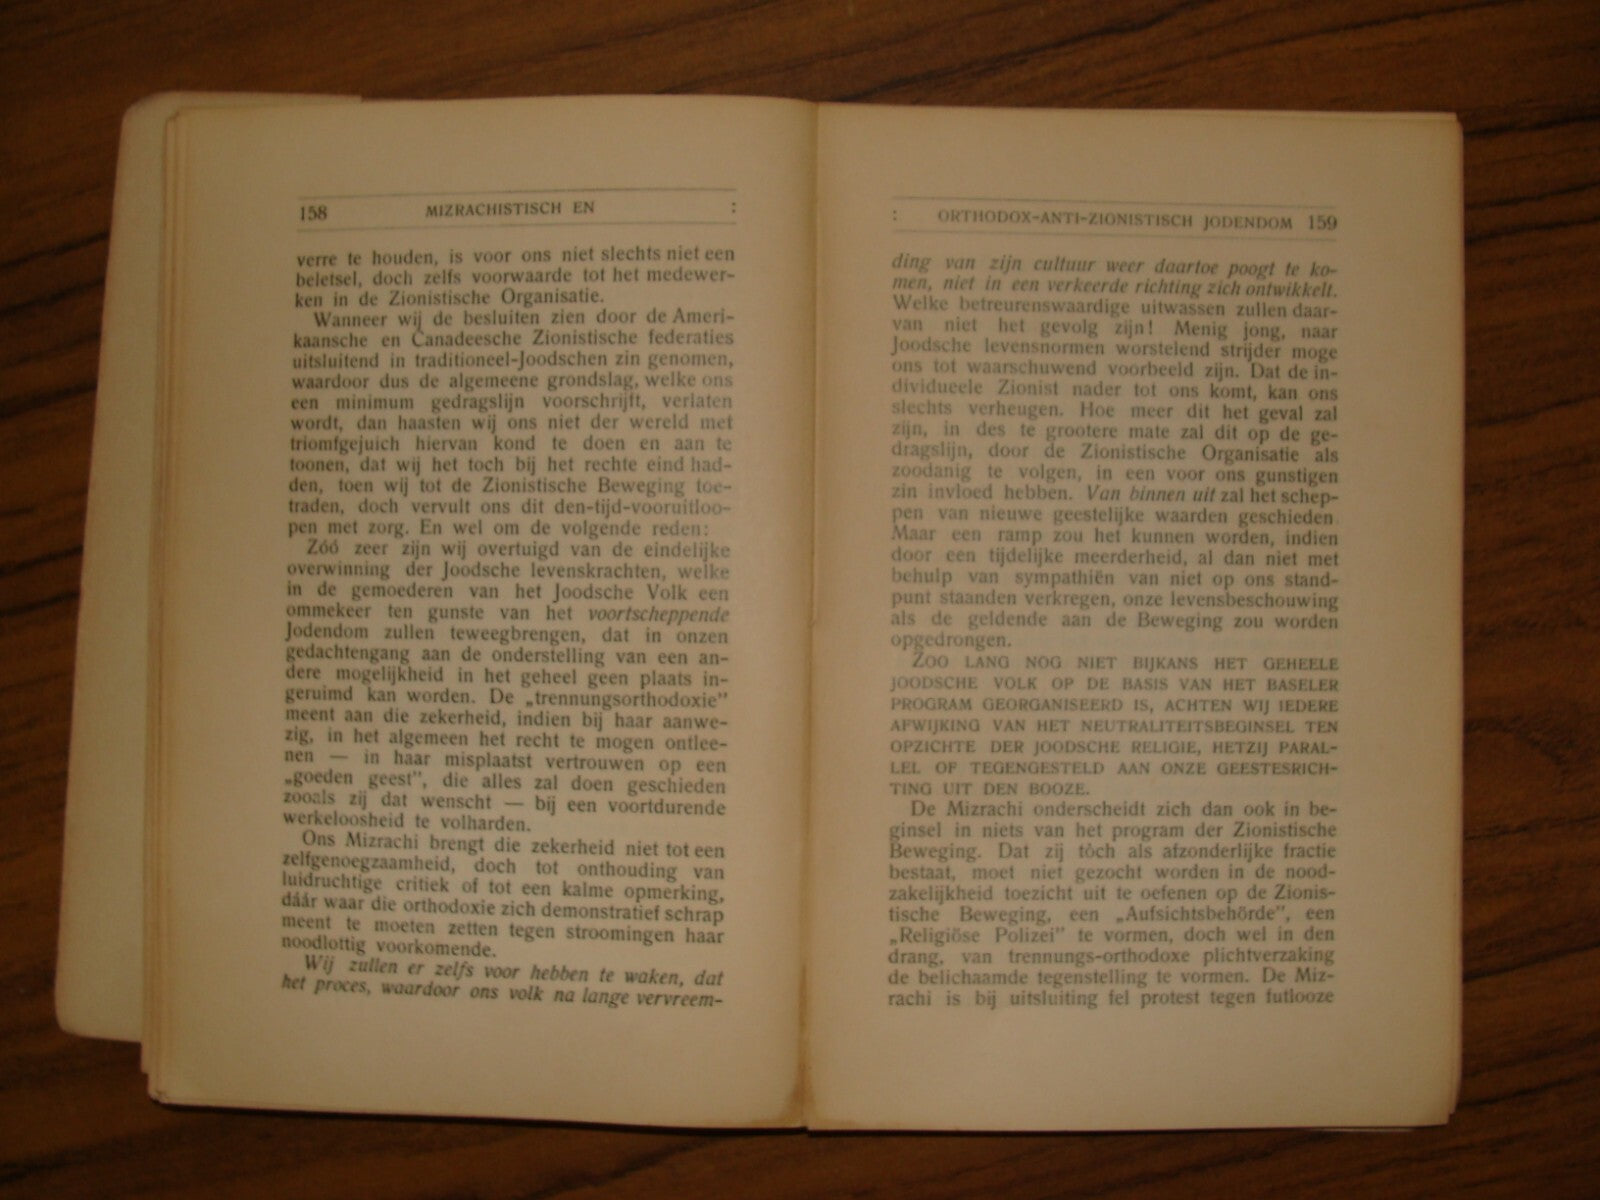 158 MIZRACHISTISCH EN :
verre te houden, is voor ons niet slechts niet een
beletsel, doch zelfs voorwaarde tot het medewer-
ken in de Zionistische Organisatie.
Wanneer wij de besluiten zien door de Ameri-
kaansche en Canadeesche Zionistische federaties
uitsluitend in traditioneel-Joodschen zin genomen,
waardoor dus de algemeene grondslag, welke ons
een minimum gedragslijn voorschrijft, verlaten
wordt, dan haasten wij ons niet der wereld met
triomfgejuich hiervan kond te doen en aan te
toonen, dat wij het toch bij het rechte eind had-
den, toen wij tot de Zionistische Beweging toe-
traden, doch vervult ons dit den-tijd-vooruitloo-
pen met zorg. En wel om de volgende reden:
Zóó zeer zijn wij overtuigd van de eindelijke
overwinning der Joodsche levenskrachten, welke
in de gemoederen van het Joodsche Volk een
ommekeer ten gunste van het voortscheppende
Jodendom zullen teweegbrengen, dat in onzen
gedachtengang aan de onderstelling van een an-
dere mogelijkheid in het geheel geen plaats in-
geruimd kan worden. De „trennungsorthodoxie”
meent aan die zekerheid, indien bij haar aanwe-
zig, in het algemeen het recht te mogen ontlee-
nen — in haar misplaatst vertrouwen op een
„goeden geest”, die alles zal doen geschieden
zooals zij dat wenscht — bij een voortdurende
werkeloosheid te volharden.
Ons Mizrachi brengt die zekerheid niet tot een
zelfgenoegzaamheid, doch tot onthouding van
luidruchtige critiek of tot een kalme opmerking,
dáár waar die orthodoxie zich demonstratief schrap
meent te moeten zetten tegen stroomingen haar
noodlottig voorkomende.
Wij zullen er zelfs voor hebben te waken, dat
het proces, waardoor ons volk na lange vervreem-
: ORTHODOX-ANTI-ZIONISTISCH JODENDOM 159
ding van zijn cultuur weer daartoe poogt te ko-
men, niet in een verkeerde richting zich ontwikkelt.
Welke betreurenswaardige uitwassen zullen daar-
van niet het gevolg zijn! Menig jong, naar
Joodsche levensnormen worstelend strijder moge
ons tot waarschuwend voorbeeld zijn. Dat de in-
dividueele Zionist nader tot ons komt, kan ons
slechts verheugen. Hoe meer dit het geval zal
zijn, in des te grootere mate zal dit op de ge-
dragslijn, door de Zionistische Organisatie als
zoodanig te volgen, in een voor ons gunstigen
zin invloed hebben. Van binnen uit zal het schep-
pen van nieuwe geestelijke waarden geschieden.
Maar een ramp zou het kunnen worden, indien
door een tijdelijke meerderheid, al dan niet met
behulp van sympathiën van niet op ons stand-
punt staanden verkregen, onze levensbeschouwing
als de geldende aan de Beweging zou worden
opgedrongen.
ZOO LANG NOG NIET BIJKANS HET GEHEELE
JOODSCHE VOLK OP DE BASIS VAN HET BASELER
PROGRAM GEORGANISEERD IS, ACHTEN WIJ IEDERE
AFWIJKING VAN HET NEUTRALITEITSBEGINSEL TEN
OPZICHTE DER JOODSCHE RELIGIE, HETZIJ PARAL-
LEL OF TEGENGESTELD AAN ONZE GEESTESRICH-
TING UIT DEN BOOZE.
De Mizrachi onderscheidt zich dan ook in be-
ginsel in niets van het program der Zionistische
Beweging. Dat zij tòch als afzonderlijke fractie
bestaat, moet niet gezocht worden in de nood-
zakelijkheid toezicht uit te oefenen op de Zionis-
tische Beweging, een „Aufsichtsbehörde”, een
„Religiöse Polizei” te vormen, doch wel in den
drang, van trennungs-orthodoxe plichtverzaking
de belichaamde tegenstelling te vormen. De Miz-
rachi is bij uitsluiting fel protest tegen futlooze